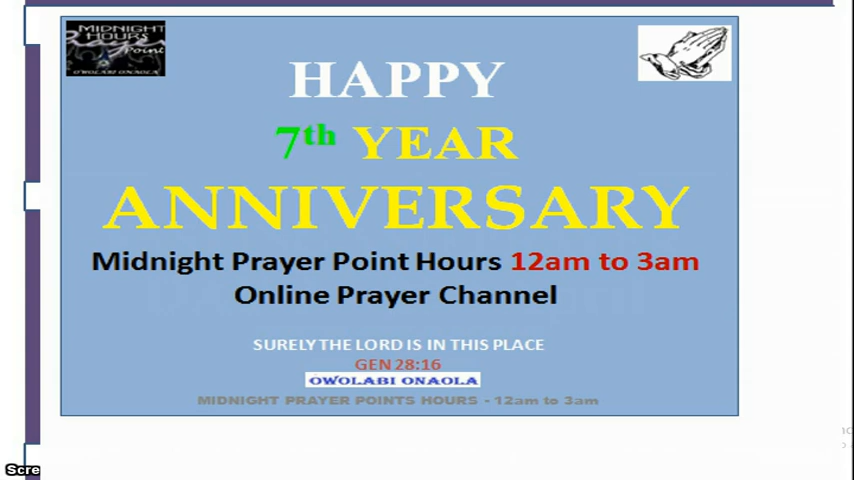 MIDNIGHT
HOURS
Prayer
Point
OWOLABI ONAOLA
HAPPY
7th YEAR
ANNIVERSARY
Midnight Prayer Point Hours 12am to 3am
Online Prayer Channel
SURELY THE LORD IS IN THIS PLACE
GEN 28:16
OWOLABI ONAOLA
MIDNIGHT PRAYER POINTS HOURS - 12am to 3am
Scre